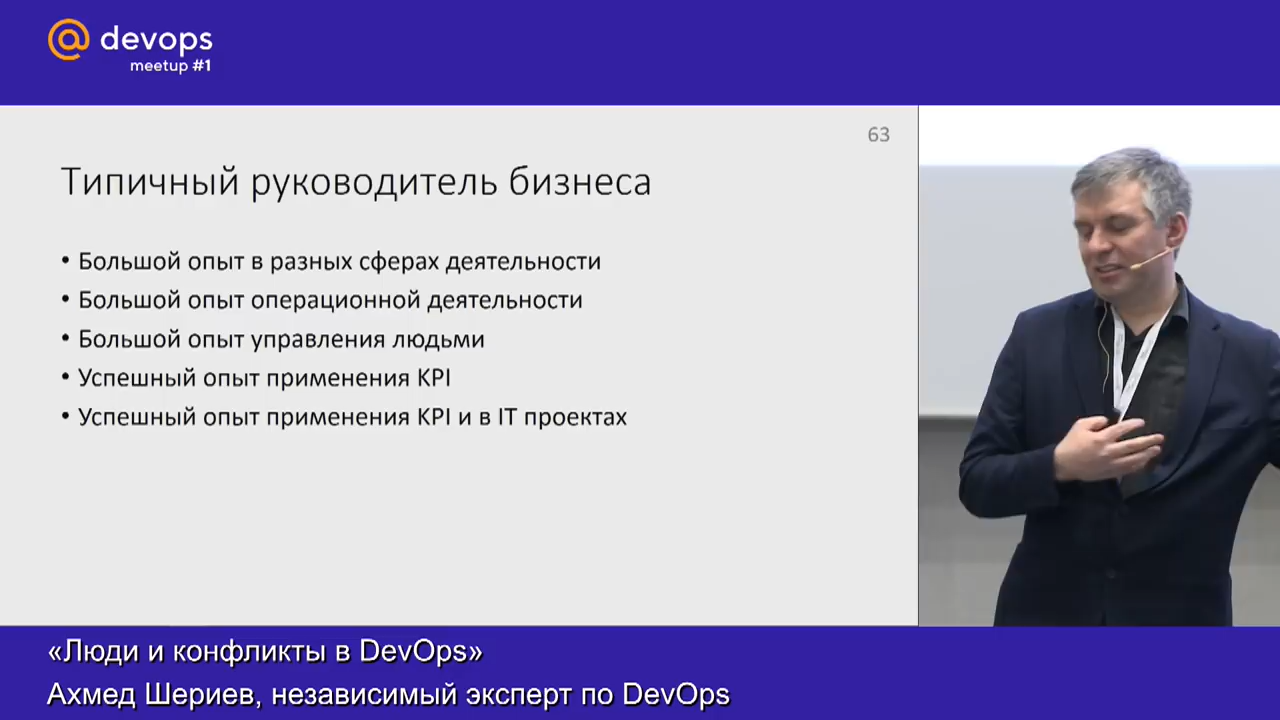 @ devops
meetup #1
63
Типичный руководитель бизнеса
• Большой опыт в разных сферах деятельности
• Большой опыт операционной деятельности
• Большой опыт управления людьми
• Успешный опыт применения KPI
• Успешный опыт применения KPI и в IT проектах
«Люди и конфликты в DevOps»
Ахмед Шериев, независимый эксперт по DevOps